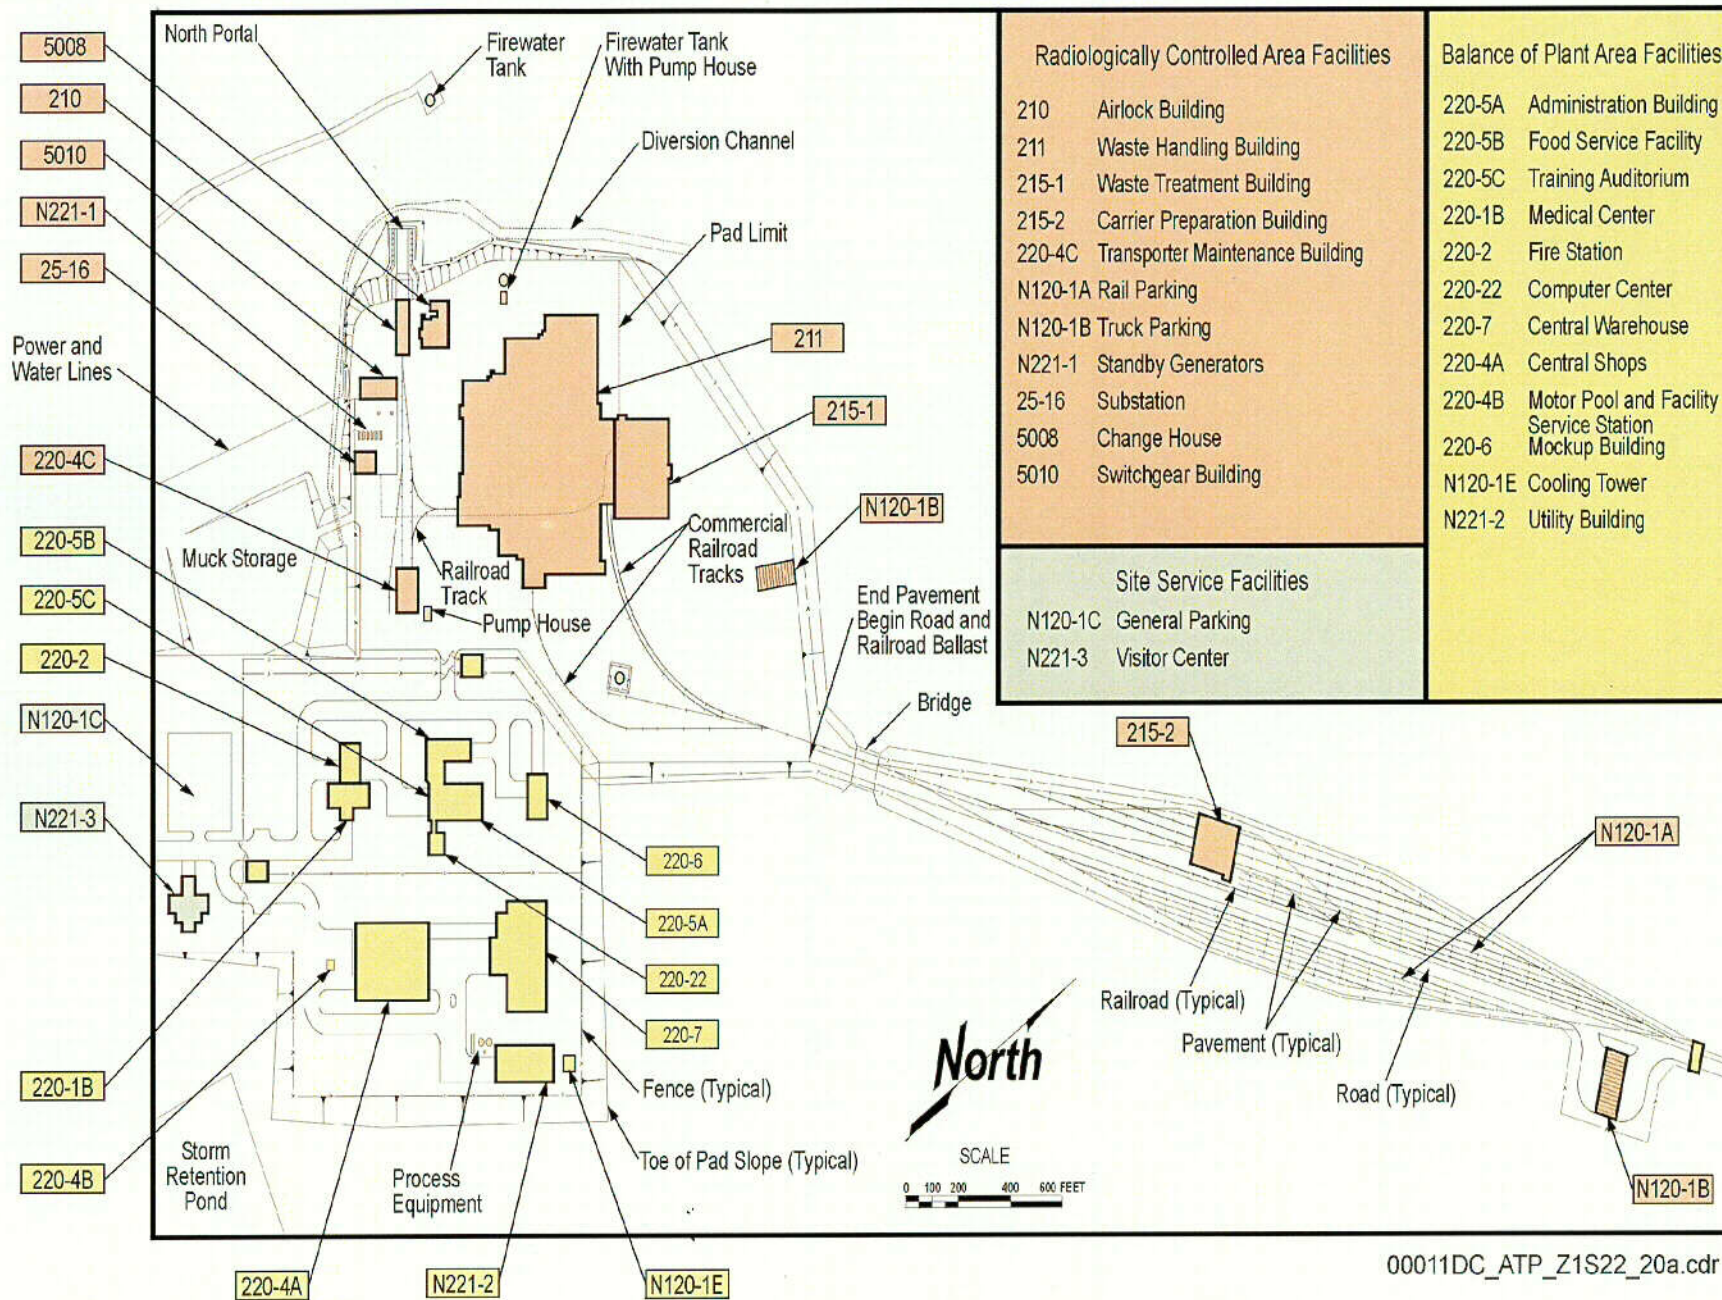 North Portal
Firewater
Tank
Firewater Tank
With Pump House
Diversion Channel
Pad Limit
5008
210
5010
N221-1
25-16
Power and
Water Lines
220-4C
220-5B
220-5C
220-2
N120-1C
N221-3
220-1B
220-4B
211
215-1
N120-1B
Muck Storage
Railroad
Track
Pump House
Commercial
Railroad
Tracks
End Pavement
Begin Road and
Railroad Ballast
Bridge
215-2
N120-1A
220-6
220-5A
220-22
220-7
Railroad (Typical)
Pavement (Typical)
Road (Typical)
N120-1B
Fence (Typical)
Toe of Pad Slope (Typical)
Storm
Retention
Pond
Process
Equipment
220-4A
N221-2
N120-1E
North
SCALE
0 100 200 400 600 FEET
Radiologically Controlled Area Facilities
210 Airlock Building
211 Waste Handling Building
215-1 Waste Treatment Building
215-2 Carrier Preparation Building
220-4C Transporter Maintenance Building
N120-1A Rail Parking
N120-1B Truck Parking
N221-1 Standby Generators
25-16 Substation
5008 Change House
5010 Switchgear Building
Site Service Facilities
N120-1C General Parking
N221-3 Visitor Center
Balance of Plant Area Facilities
220-5A Administration Building
220-5B Food Service Facility
220-5C Training Auditorium
220-1B Medical Center
220-2 Fire Station
220-22 Computer Center
220-7 Central Warehouse
220-4A Central Shops
220-4B Motor Pool and Facility
Service Station
220-6 Mockup Building
N120-1E Cooling Tower
N221-2 Utility Building
00011DC_ATP_Z1S22_20a.cdr